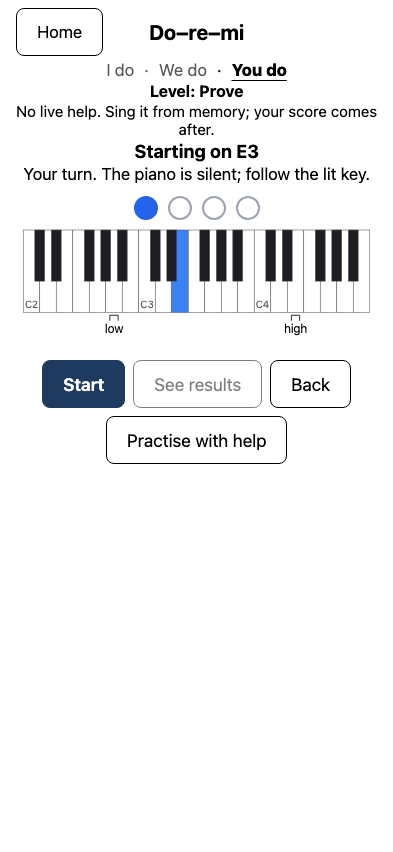 Home
Do–re–mi
I do · We do · You do
Level: Prove
No live help. Sing it from memory; your score comes
after.
Starting on E3
Your turn. The piano is silent; follow the lit key.
C2 C3 C4
low high
Start See results Back
Practise with help